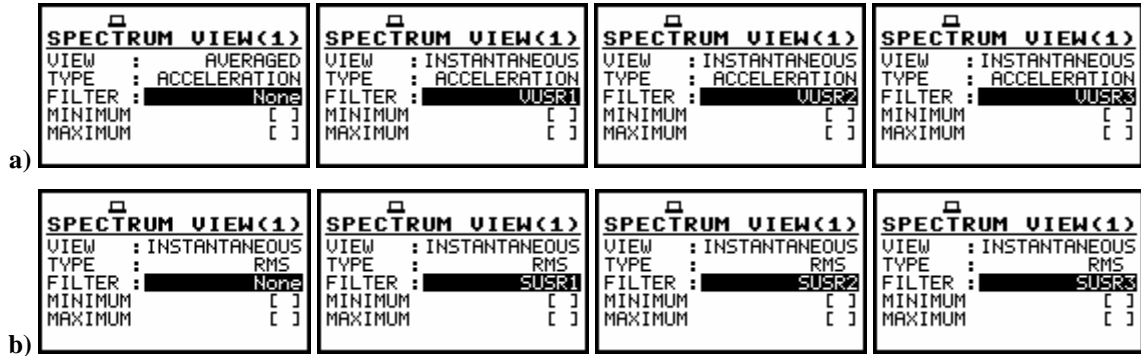 SPECTRUM VIEW(1)
VIEW : AVERAGED
TYPE : ACCELERATION
FILTER : None
MINIMUM [ ]
MAXIMUM [ ]
SPECTRUM VIEW(1)
VIEW : INSTANTANEOUS
TYPE : ACCELERATION
FILTER : VUSR1
MINIMUM [ ]
MAXIMUM [ ]
SPECTRUM VIEW(1)
VIEW : INSTANTANEOUS
TYPE : ACCELERATION
FILTER : VUSR2
MINIMUM [ ]
MAXIMUM [ ]
SPECTRUM VIEW(1)
VIEW : INSTANTANEOUS
TYPE : ACCELERATION
FILTER : VUSR3
MINIMUM [ ]
MAXIMUM [ ]
a)
SPECTRUM VIEW(1)
VIEW : INSTANTANEOUS
TYPE : RMS
FILTER : None
MINIMUM [ ]
MAXIMUM [ ]
SPECTRUM VIEW(1)
VIEW : INSTANTANEOUS
TYPE : RMS
FILTER : SUSR1
MINIMUM [ ]
MAXIMUM [ ]
SPECTRUM VIEW(1)
VIEW : INSTANTANEOUS
TYPE : RMS
FILTER : SUSR2
MINIMUM [ ]
MAXIMUM [ ]
SPECTRUM VIEW(1)
VIEW : INSTANTANEOUS
TYPE : RMS
FILTER : SUSR3
MINIMUM [ ]
MAXIMUM [ ]
b)